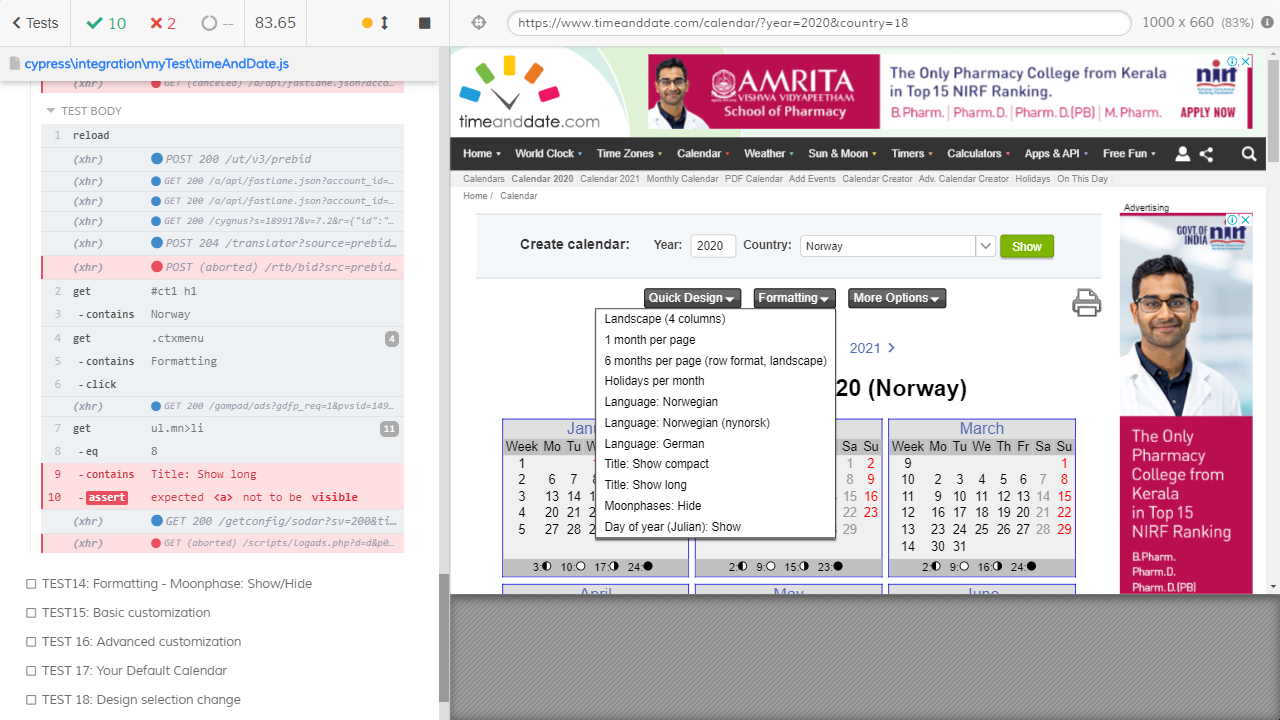 Tests 10 2 -- 83.65
https://www.timeanddate.com/calendar/?year=2020&country=18 1000 x 660 (83%)
cypress\integration\myTest\timeAndDate.js
(xhr) GET (canceled) /a/api/fastlane.json?acco…
TEST BODY
1 reload
(xhr) POST 200 /ut/v3/prebid
(xhr) GET 200 /a/api/fastlane.json?account_id=…
(xhr) GET 200 /a/api/fastlane.json?account_id=…
(xhr) GET 200 /cygnus?s=189917&v=7.2&r={"id":"…
(xhr) POST 204 /translator?source=prebid…
(xhr) POST (aborted) /rtb/bid?src=prebid…
2 get #ct1 h1
3 -contains Norway
4 get .ctxmenu 4
5 -contains Formatting
6 -click
(xhr) GET 200 /gampad/ads?gdfp_req=1&pvsid=149…
7 get ul.mn>li 11
8 -eq 8
9 -contains Title: Show long
10 -assert expected <a> not to be visible
(xhr) GET 200 /getconfig/sodar?sv=200&ti…
(xhr) GET (aborted) /scripts/logads.php?d=d&p0…
TEST14: Formatting - Moonphase: Show/Hide
TEST15: Basic customization
TEST 16: Advanced customization
TEST 17: Your Default Calendar
TEST 18: Design selection change
timeanddate.com
AMRITA
VISHWA VIDYAPEETHAM
School of Pharmacy
The Only Pharmacy College from Kerala
in Top 15 NIRF Ranking.
B.Pharm. | Pharm.D. | Pharm.D.(PB) | M.Pharm.
nirf
APPLY NOW
Home World Clock Time Zones Calendar Weather Sun & Moon Timers Calculators Apps & API Free Fun
Calendars Calendar 2020 Calendar 2021 Monthly Calendar PDF Calendar Add Events Calendar Creator Adv. Calendar Creator Holidays On This Day
Home / Calendar
Create calendar: Year: 2020 Country: Norway Show
Quick Design Formatting More Options
Landscape (4 columns)
1 month per page
6 months per page (row format, landscape)
Holidays per month
Language: Norwegian
Language: Norwegian (nynorsk)
Language: German
Title: Show compact
Title: Show long
Moonphases: Hide
Day of year (Julian): Show
2021
20 (Norway)
Janu
Week Mo Tu W
1
2 6 7 8
3 13 14 1
4 20 21 2
5 27 28 2
3: 10: 17: 24:
Sa Su
1 2
8 9
15 16
22 23
29
2: 9: 15: 23:
March
Week Mo Tu We Th Fr Sa Su
9 1
10 2 3 4 5 6 7 8
11 9 10 11 12 13 14 15
12 16 17 18 19 20 21 22
13 23 24 25 26 27 28 29
14 30 31
2: 9: 16: 24:
April May June
Advertising
GOVT. OF
INDIA nirf
The Only
Pharmacy
College from
Kerala
in Top 15
NIRF Ranking
B.Pharm.
Pharm.D.
Pharm.D.(PB)